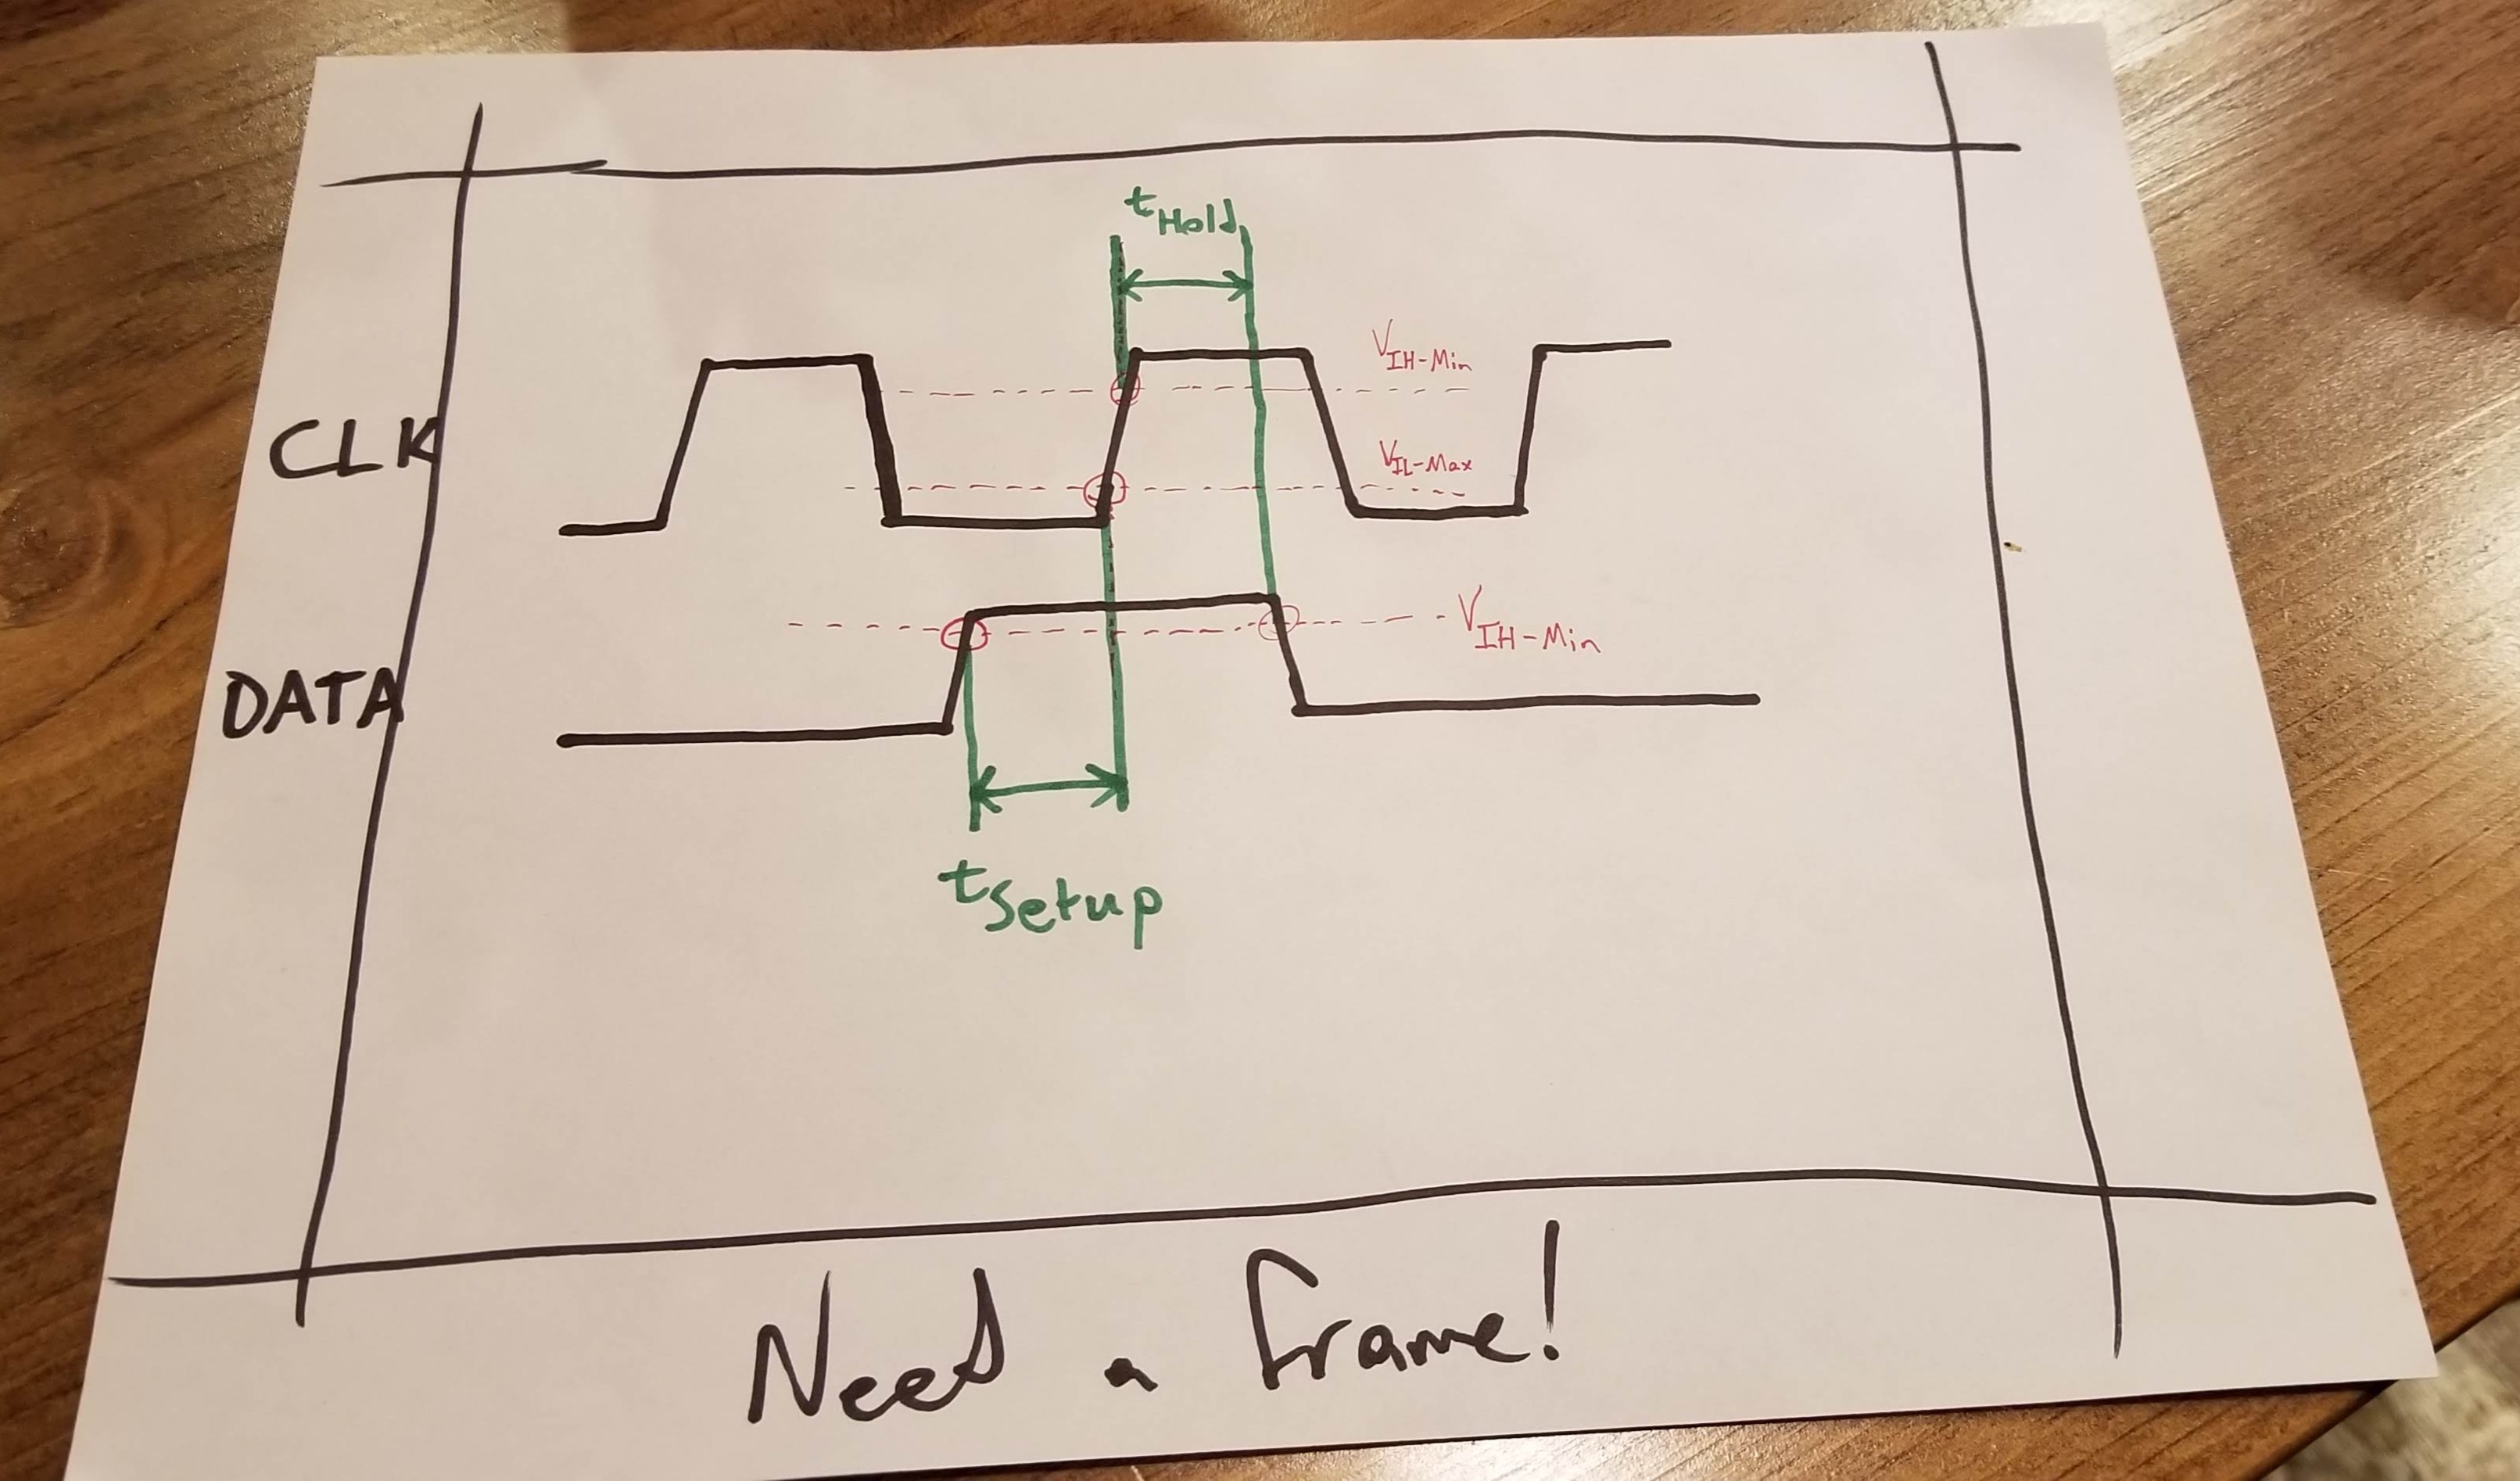 tHold
VIH-Min
CLK
VIL-Max
VIH-Min
DATA
tSetup
Need a frame!